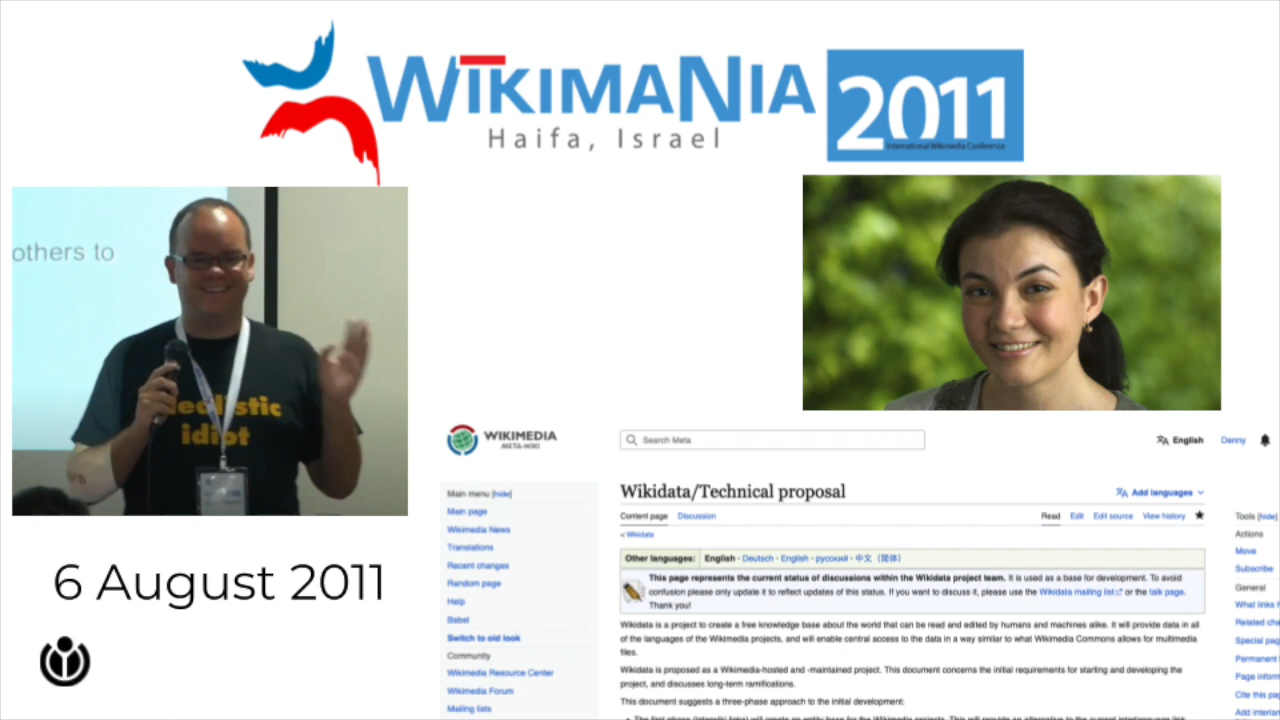 WIKIMANIA
Haifa, Israel
2011
International Wikimedia Conference
others to
idealistic
idiot
6 August 2011
WIKIMEDIA
META-WIKI
Search Meta
English
Denny
Main menu [hide]
Main page
Wikimedia News
Translations
Recent changes
Random page
Help
Babel
Switch to old look
Community
Wikimedia Resource Center
Wikimedia Forum
Mailing lists
Wikidata/Technical proposal
Add languages
Content page Discussion
Read Edit Edit source View history
< Wikidata
Other languages: English · Deutsch · English · русский · 中文（简体）
This page represents the current status of discussions within the Wikidata project team. It is used as a base for development. To avoid
confusion please only update it to reflect updates of this status. If you want to discuss it, please use the Wikidata mailing list or the talk page.
Thank you!
Wikidata is a project to create a free knowledge base about the world that can be read and edited by humans and machines alike. It will provide data in all
of the languages of the Wikimedia projects, and will enable central access to the data in a way similar to what Wikimedia Commons allows for multimedia
files.
Wikidata is proposed as a Wikimedia-hosted and -maintained project. This document concerns the initial requirements for starting and developing the
project, and discusses long-term ramifications.
This document suggests a three-phase approach to the initial development:
Tools [hide]
Actions
Move
Subscribe
General
What links
Related
Special
Permanent
Page
Cite this
Add